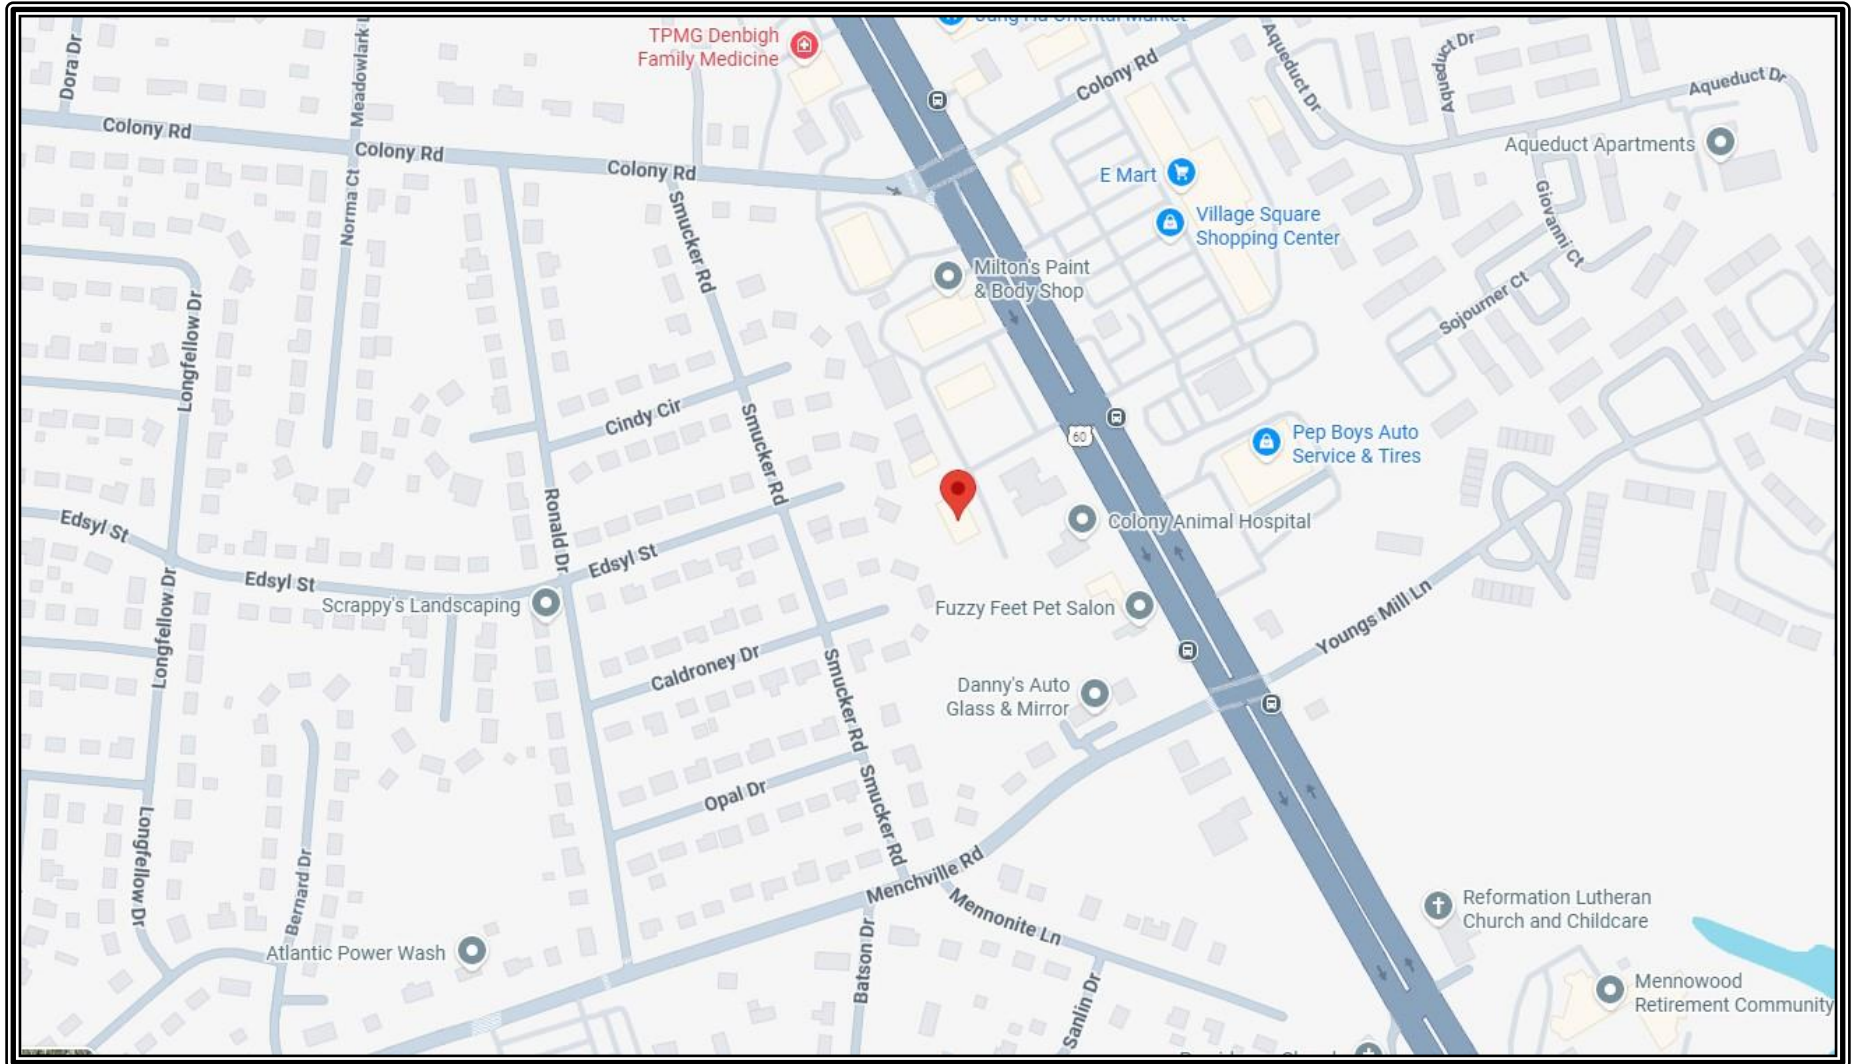 Jang Ha Oriental Market
TPMG Denbigh
Family Medicine
Dora Dr
Meadowlark L
Colony Rd
Colony Rd
Colony Rd
Colony Rd
Aqueduct Dr
Aqueduct Dr
Aqueduct Dr
Aqueduct Apartments
Norma Ct
Smucker Rd
E Mart
Village Square
Shopping Center
Giovanni Ct
Sojourner Ct
Milton's Paint
& Body Shop
Longfellow Dr
Cindy Cir
Smucker Rd
60
Pep Boys Auto
Service & Tires
Ronald Dr
Edsyl St
Edsyl St
Edsyl St
Colony Animal Hospital
Scrappy's Landscaping
Fuzzy Feet Pet Salon
Youngs Mill Ln
Longfellow Dr
Caldroney Dr
Smucker Rd
Danny's Auto
Glass & Mirror
Opal Dr
Smucker Rd
Longfellow Dr
Bernard Dr
Menchville Rd
Mennonite Ln
Batson Dr
Sanlin Dr
Atlantic Power Wash
Reformation Lutheran
Church and Childcare
Mennowood
Retirement Community